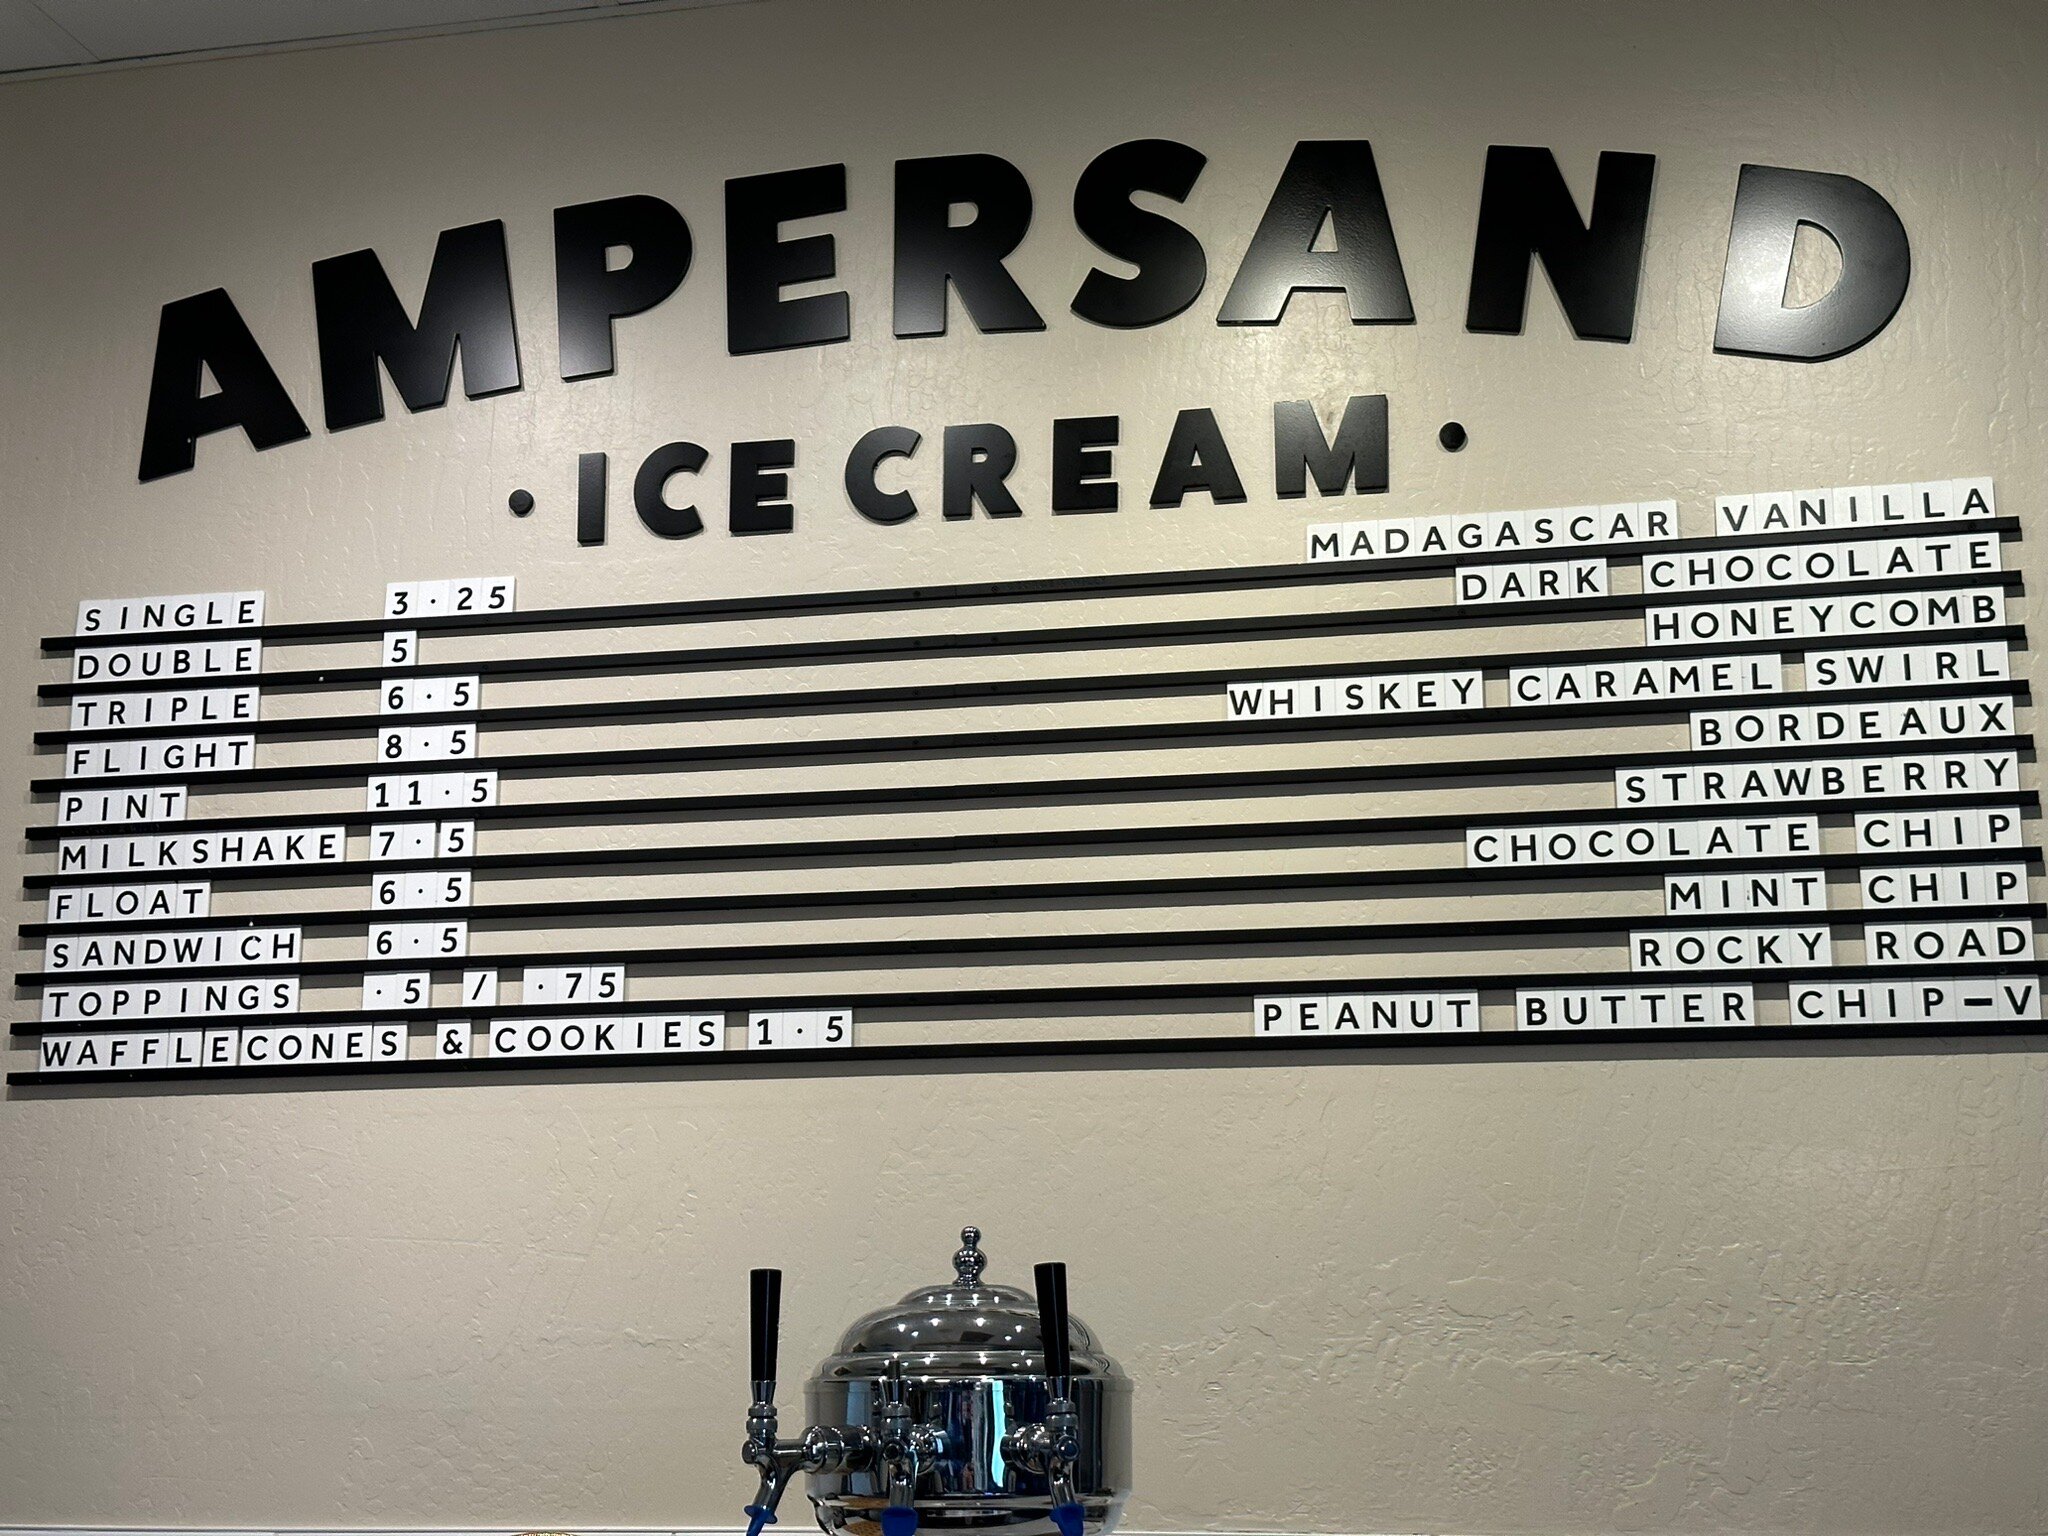 AMPERSAND
· ICE CREAM ·
SINGLE 3·25
DOUBLE 5
TRIPLE 6·5
FLIGHT 8·5
PINT 11·5
MILKSHAKE 7·5
FLOAT 6·5
SANDWICH 6·5
TOPPINGS ·5 / ·75
WAFFLECONES & COOKIES 1·5
MADAGASCAR VANILLA
DARK CHOCOLATE
HONEYCOMB
WHISKEY CARAMEL SWIRL
BORDEAUX
STRAWBERRY
CHOCOLATE CHIP
MINT CHIP
ROCKY ROAD
PEANUT BUTTER CHIP-V